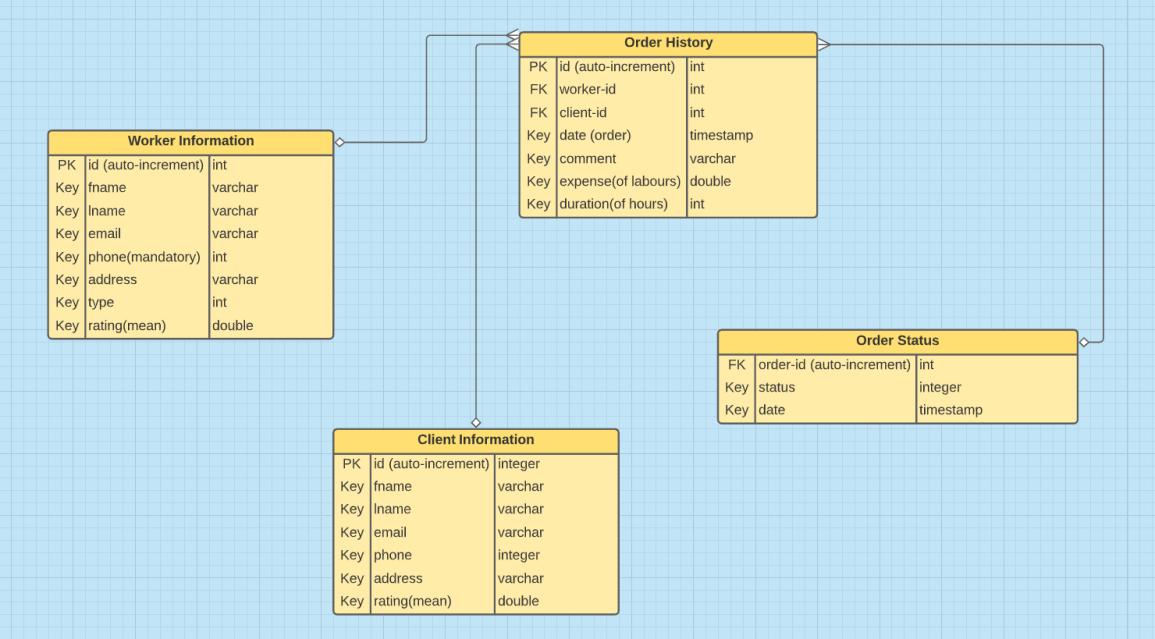 Order History
PK id (auto-increment) int
FK worker-id int
FK client-id int
Key date (order) timestamp
Key comment varchar
Key expense(of labours) double
Key duration(of hours) int
Worker Information
PK id (auto-increment) int
Key fname varchar
Key lname varchar
Key email varchar
Key phone(mandatory) int
Key address varchar
Key type int
Key rating(mean) double
Order Status
FK order-id (auto-increment) int
Key status integer
Key date timestamp
Client Information
PK id (auto-increment) integer
Key fname varchar
Key lname varchar
Key email varchar
Key phone integer
Key address varchar
Key rating(mean) double